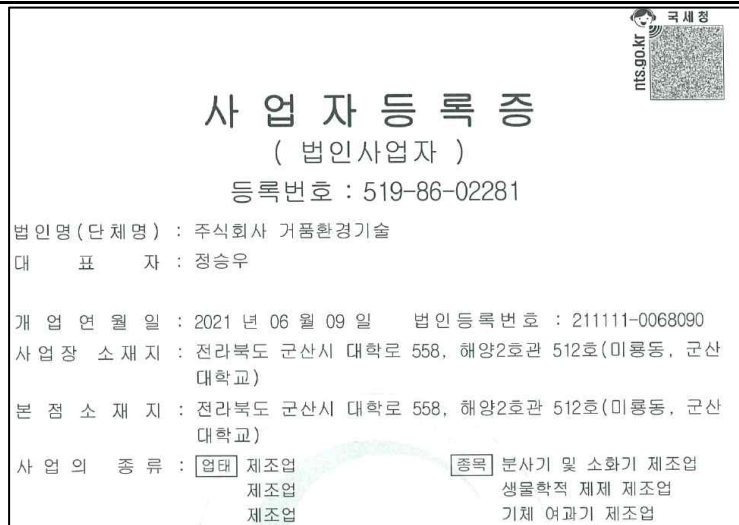 국세청
nts.go.kr
사업자등록증
( 법인사업자 )
등록번호 : 519-86-02281
법인명(단체명) : 주식회사 거품환경기술
대 표 자 : 정승우
개 업 연 월 일 : 2021 년 06 월 09 일 법인등록번호 : 211111-0068090
사업장 소재지 : 전라북도 군산시 대학로 558, 해양2호관 512호(미룡동, 군산
대학교)
본 점 소 재 지 : 전라북도 군산시 대학로 558, 해양2호관 512호(미룡동, 군산
대학교)
사 업 의 종 류 : 업태 제조업 종목 분사기 및 소화기 제조업
제조업 생물학적 제제 제조업
제조업 기체 여과기 제조업